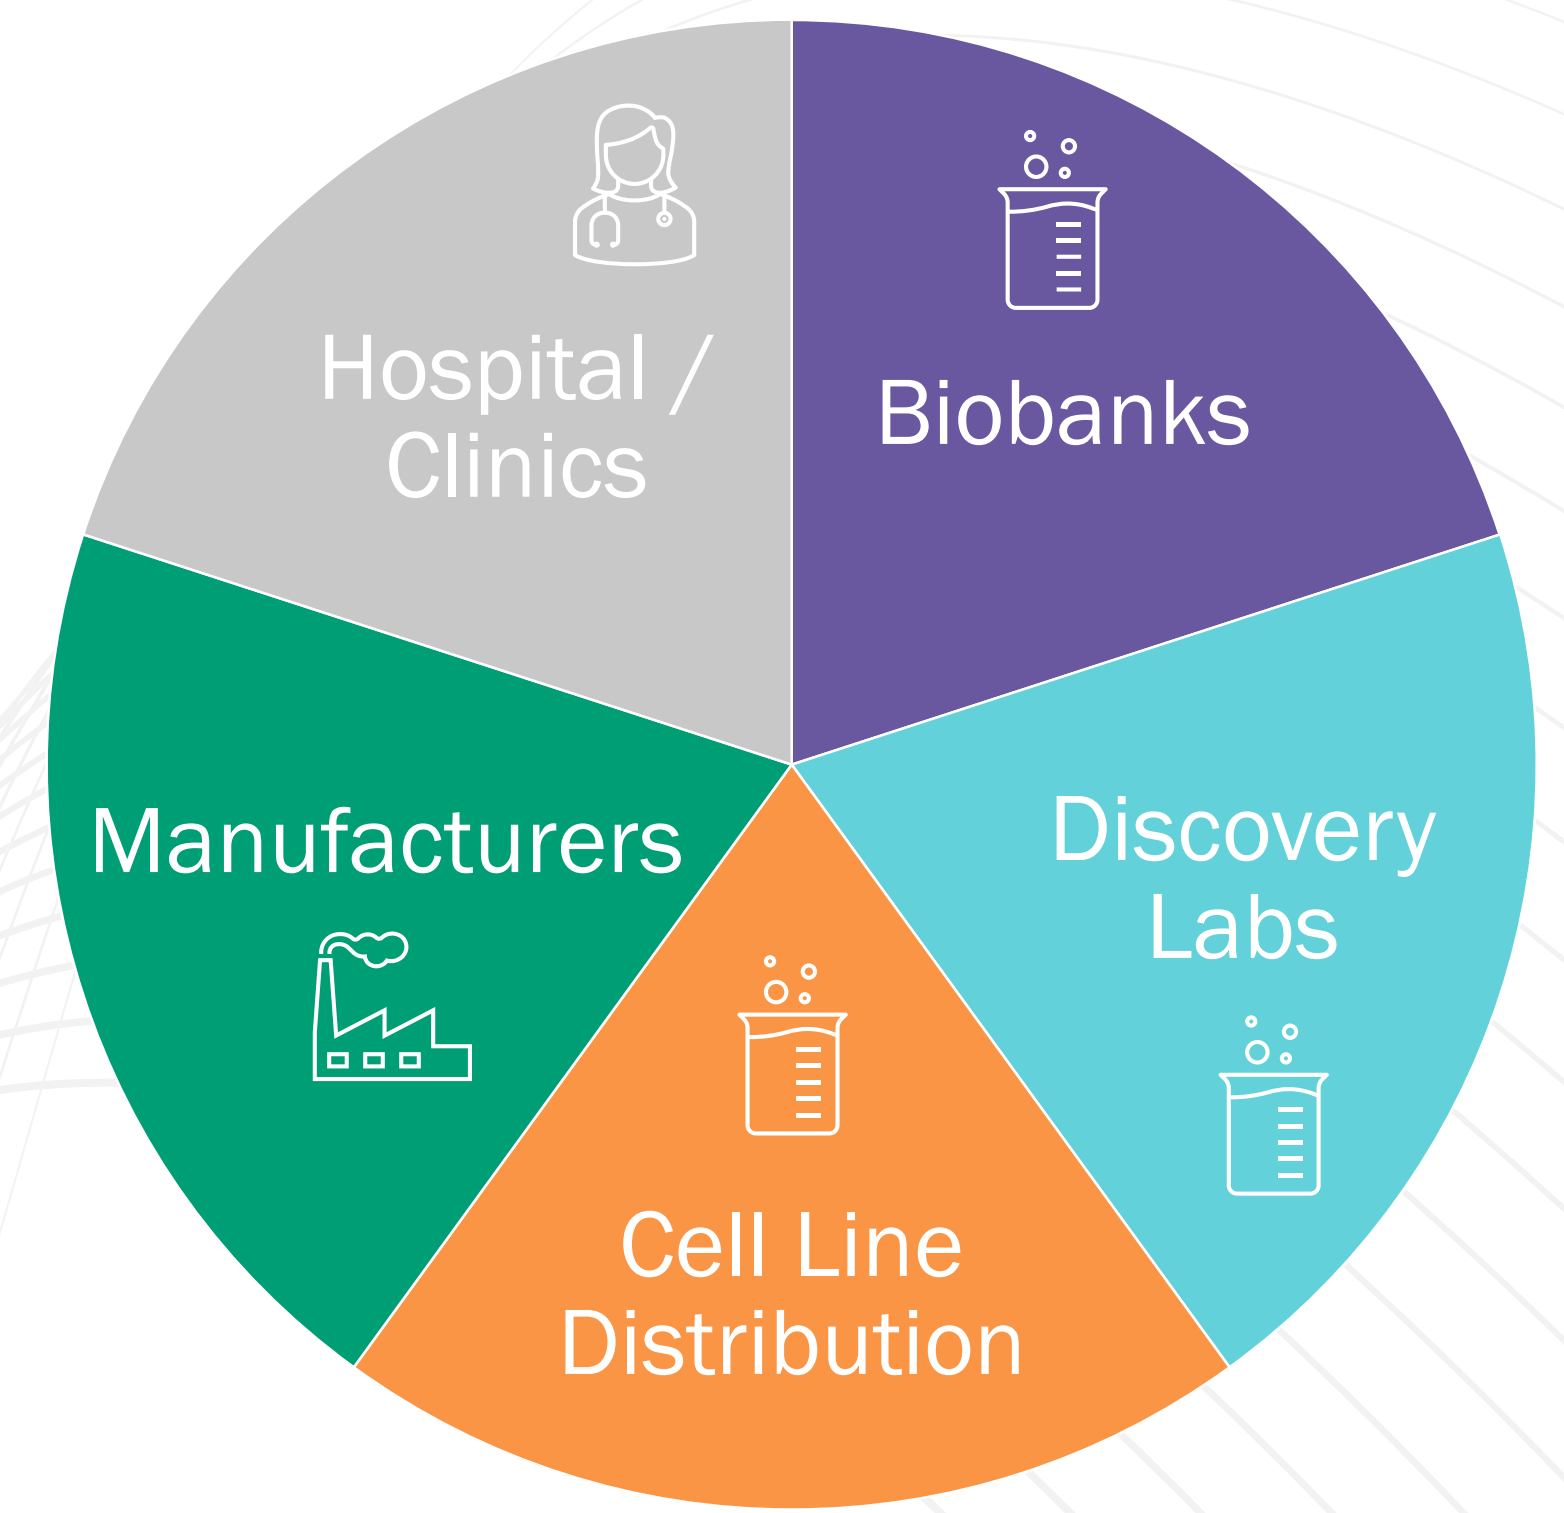 Hospital /
Clinics
Biobanks
Manufacturers
Discovery
Labs
Cell Line
Distribution